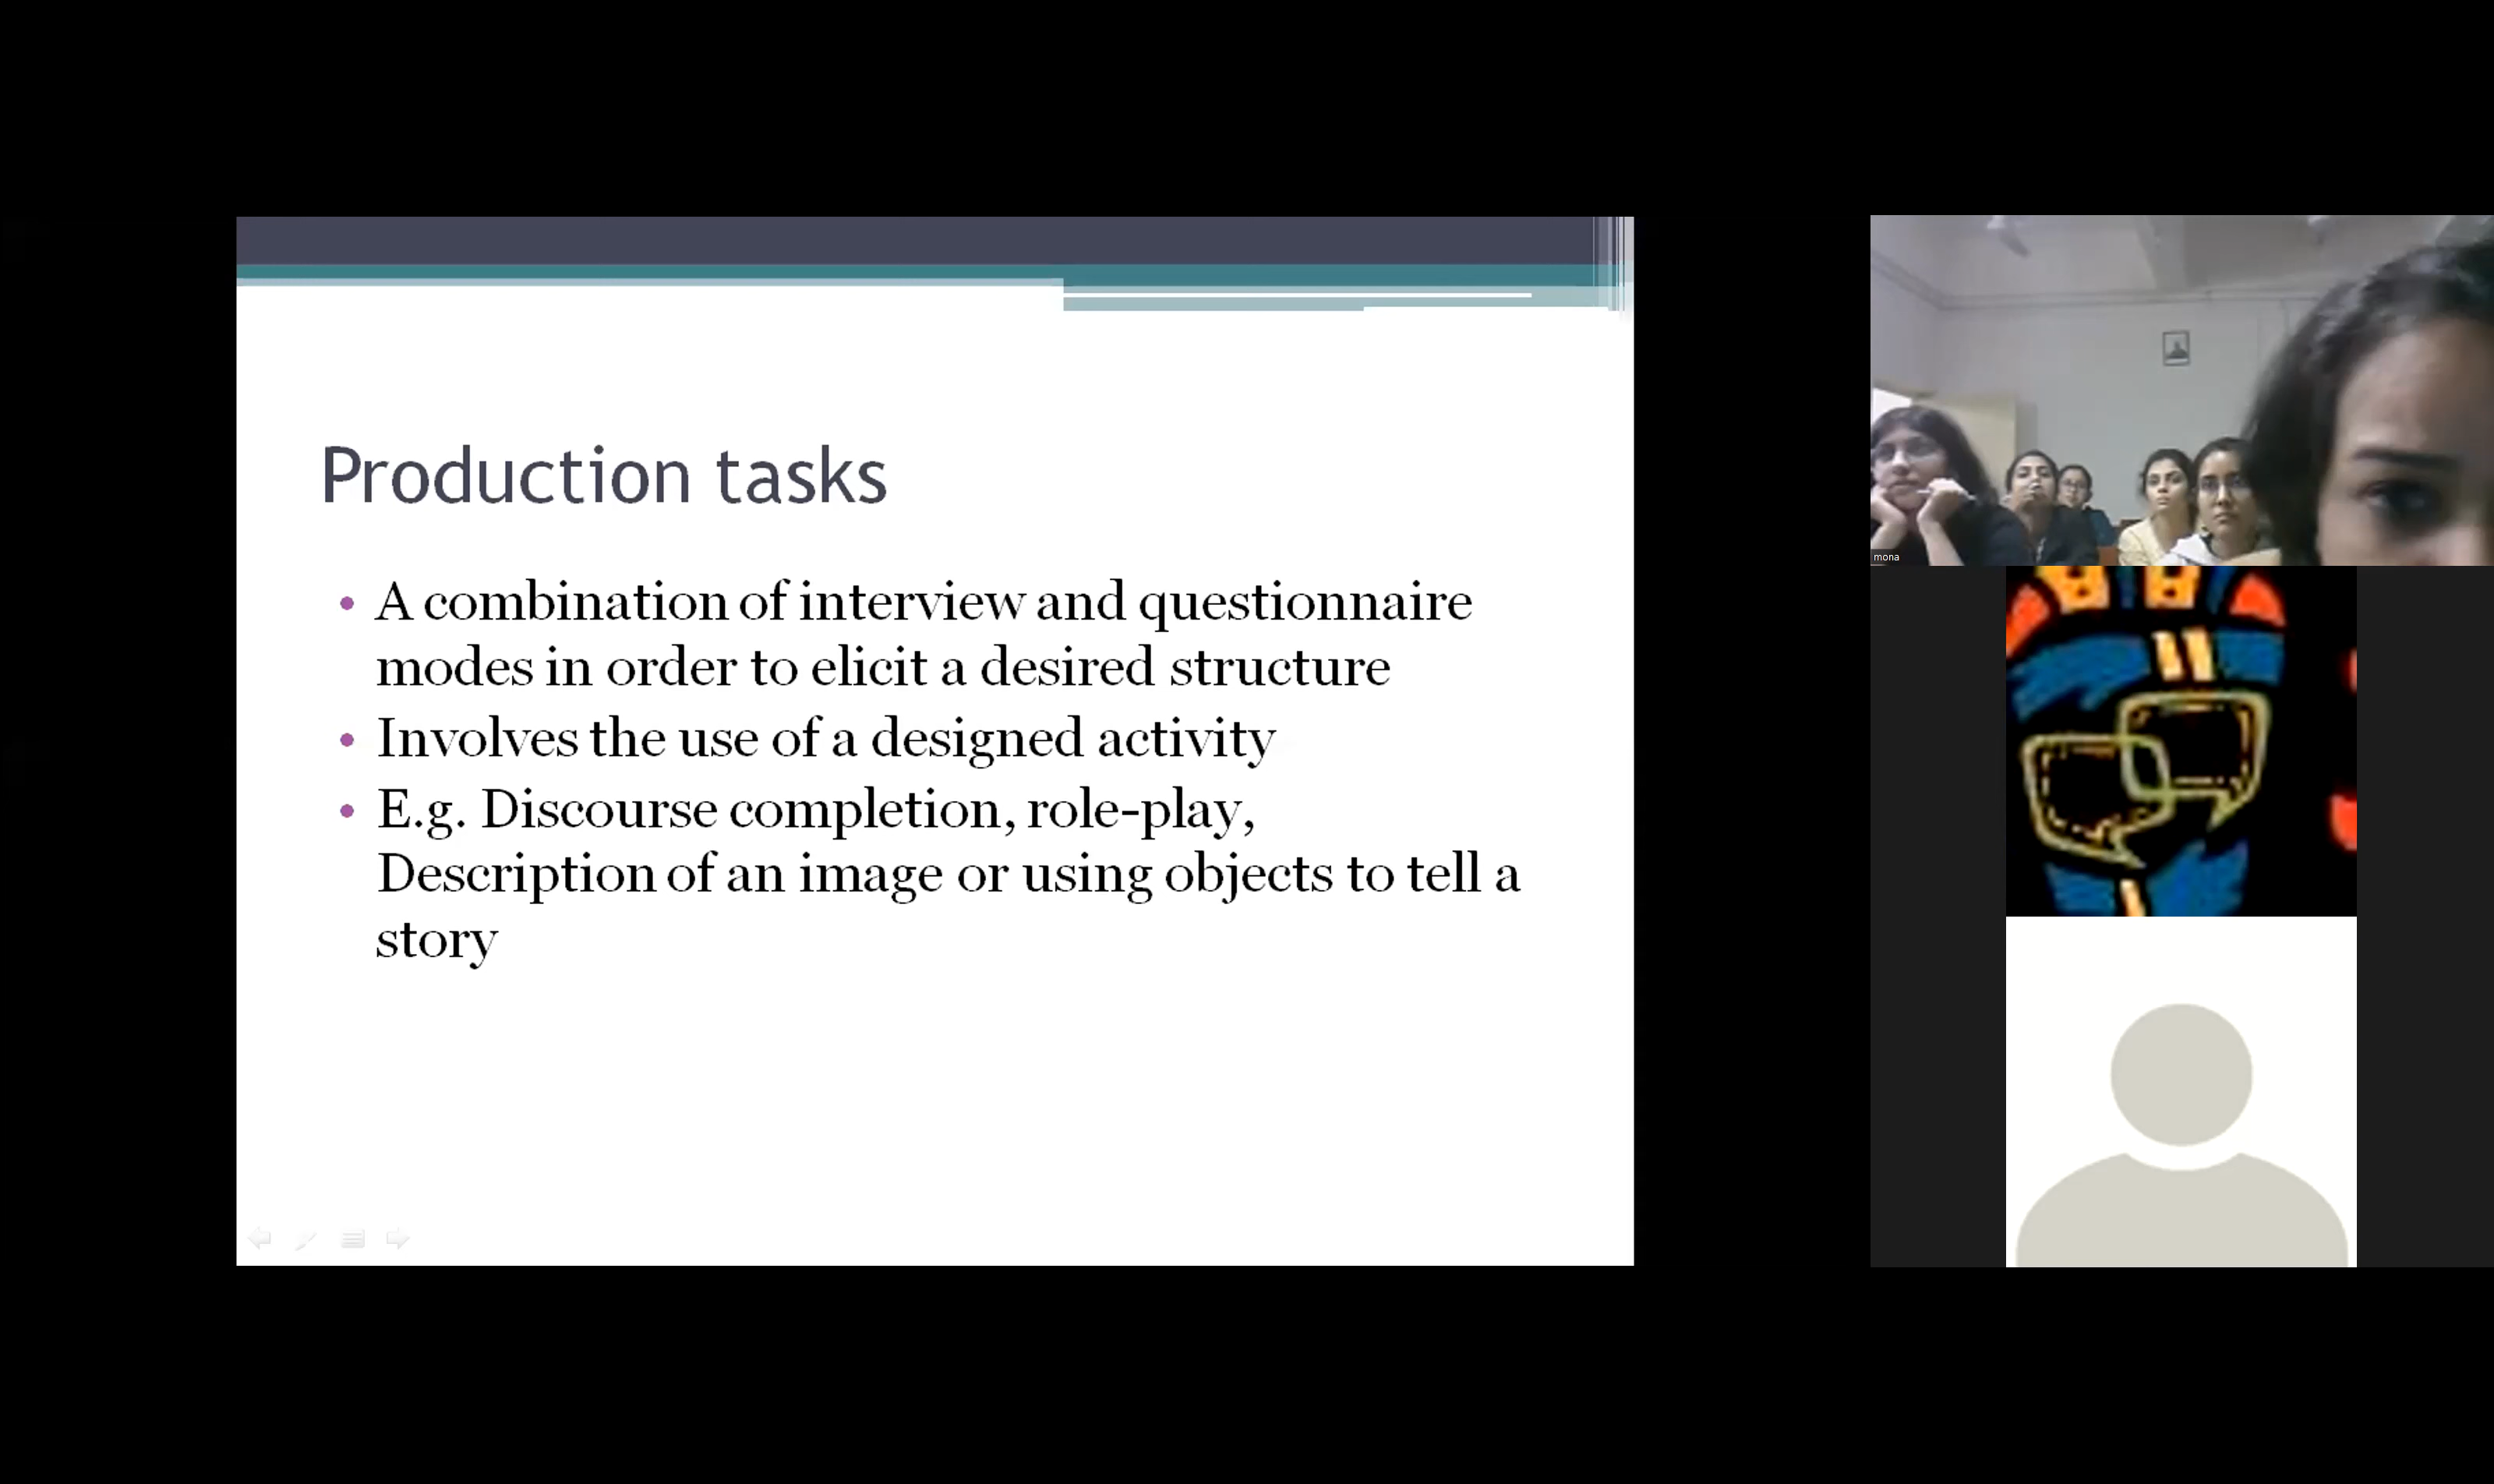 Production tasks
• A combination of interview and questionnaire
modes in order to elicit a desired structure
• Involves the use of a designed activity
• E.g. Discourse completion, role-play,
Description of an image or using objects to tell a
story
mona